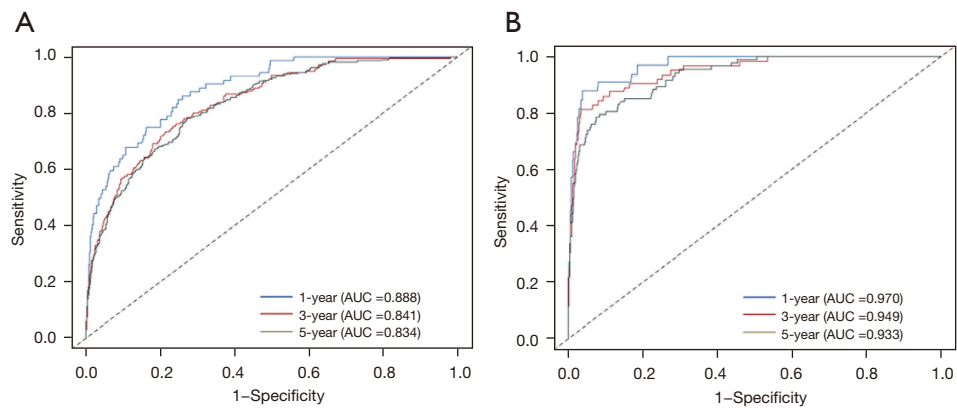 A
1.0
0.8
0.6
0.4
0.2
0.0
Sensitivity
1-year (AUC =0.888)
3-year (AUC =0.841)
5-year (AUC =0.834)
0.0 0.2 0.4 0.6 0.8 1.0
1–Specificity
B
1.0
0.8
0.6
0.4
0.2
0.0
Sensitivity
1-year (AUC =0.970)
3-year (AUC =0.949)
5-year (AUC =0.933)
0.0 0.2 0.4 0.6 0.8 1.0
1–Specificity